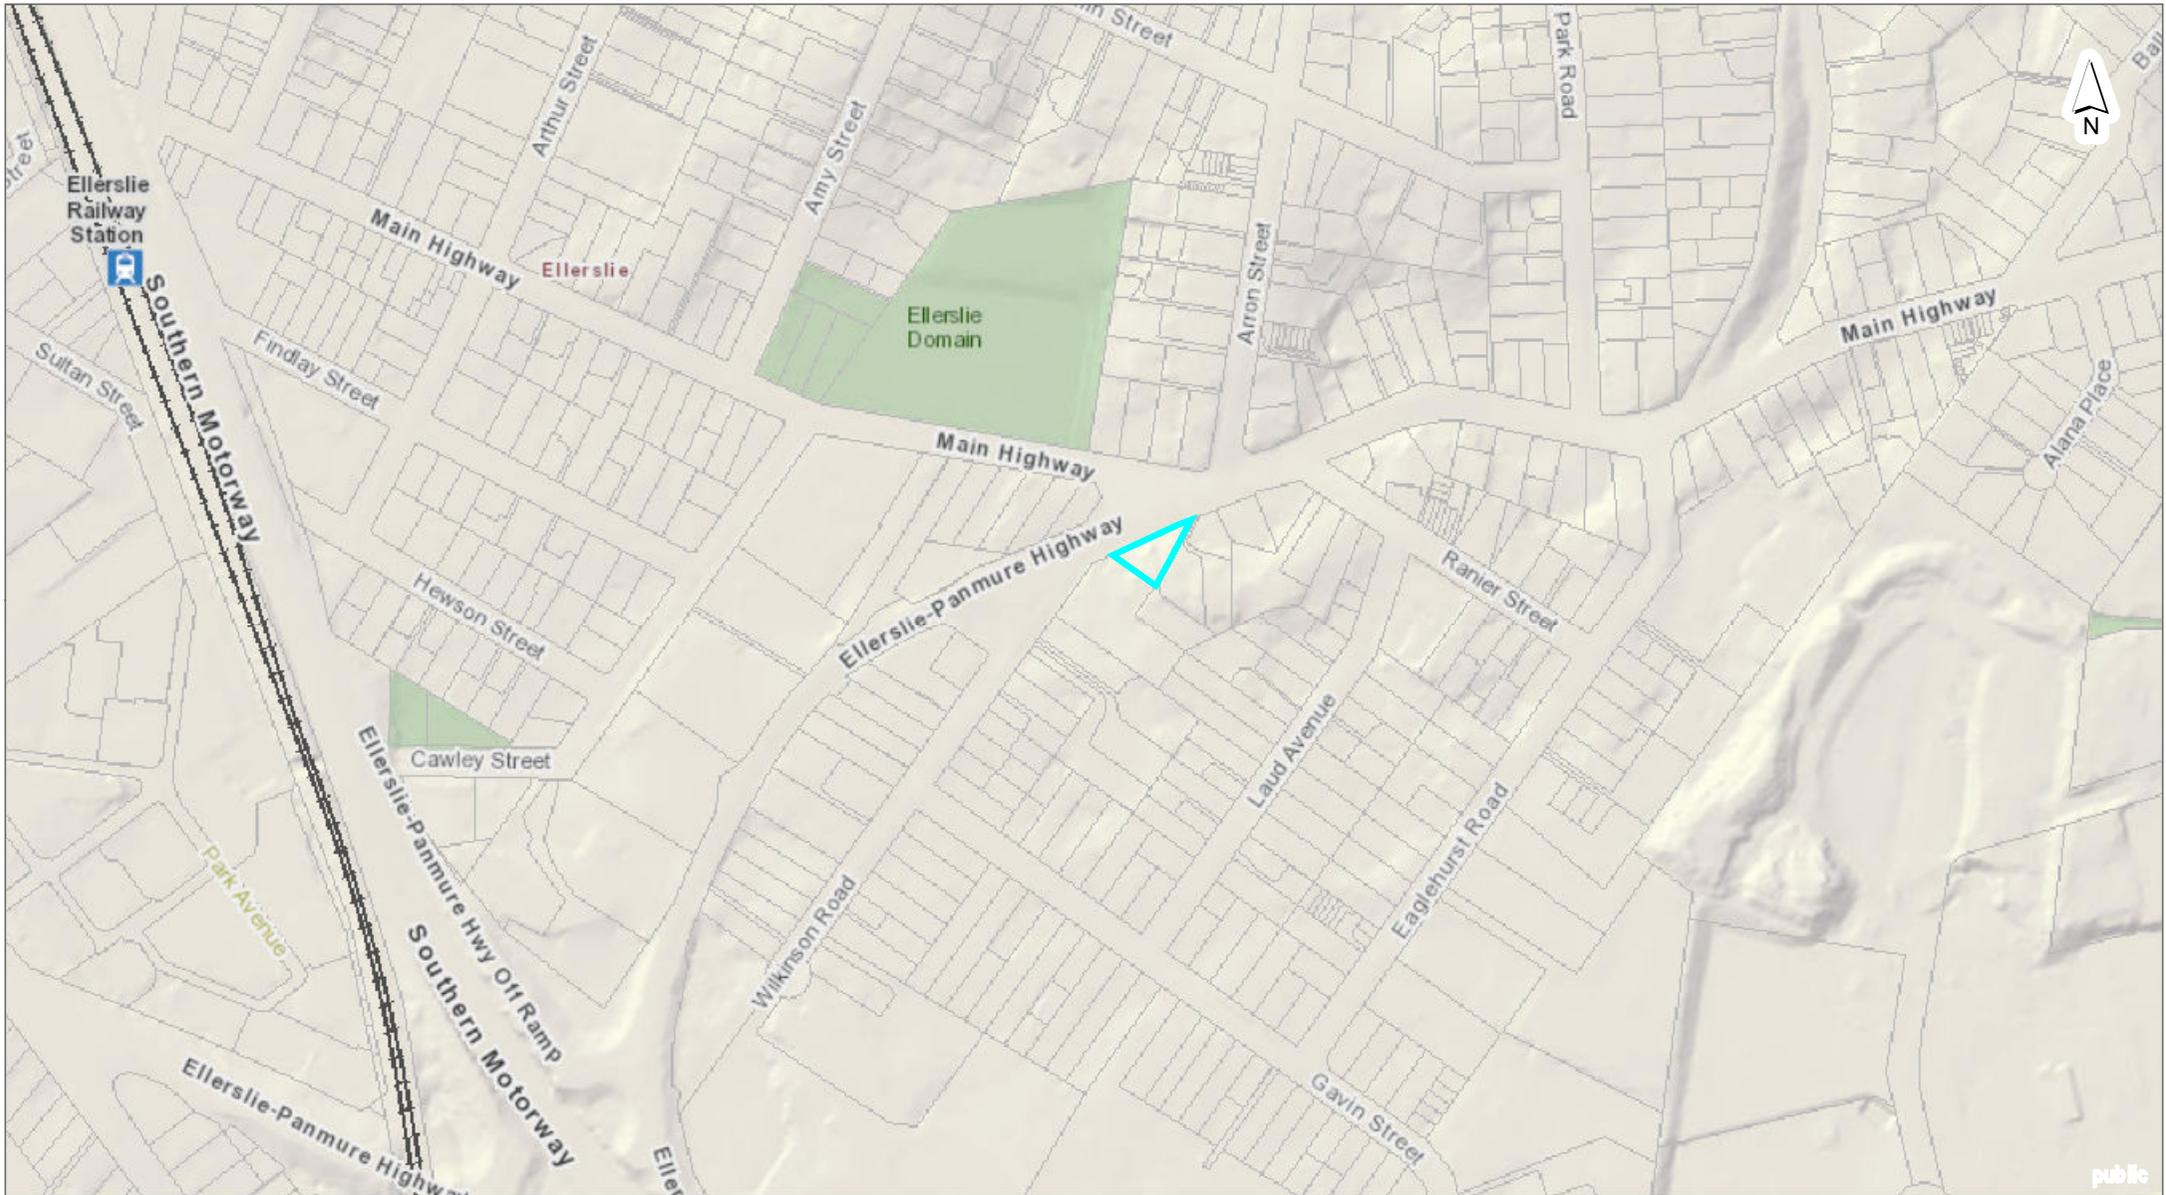 Street
Park Road
Arthur Street
Amy Street
N
Street
Ellerslie
Railway
Station
Main Highway
Ellerslie
Arron Street
Southern Motorway
Ellerslie
Domain
Main Highway
Findlay Street
Sultan Street
Alana Place
Main Highway
Ellerslie-Panmure Highway
Ranier Street
Hewson Street
Laud Avenue
Cawley Street
Ellerslie-Panmure Hwy Off Ramp
Eaglehurst Road
Park Avenue
Wilkinson Road
Southern Motorway
Ellerslie-Panmure Highway
Gavin Street
Eller
public